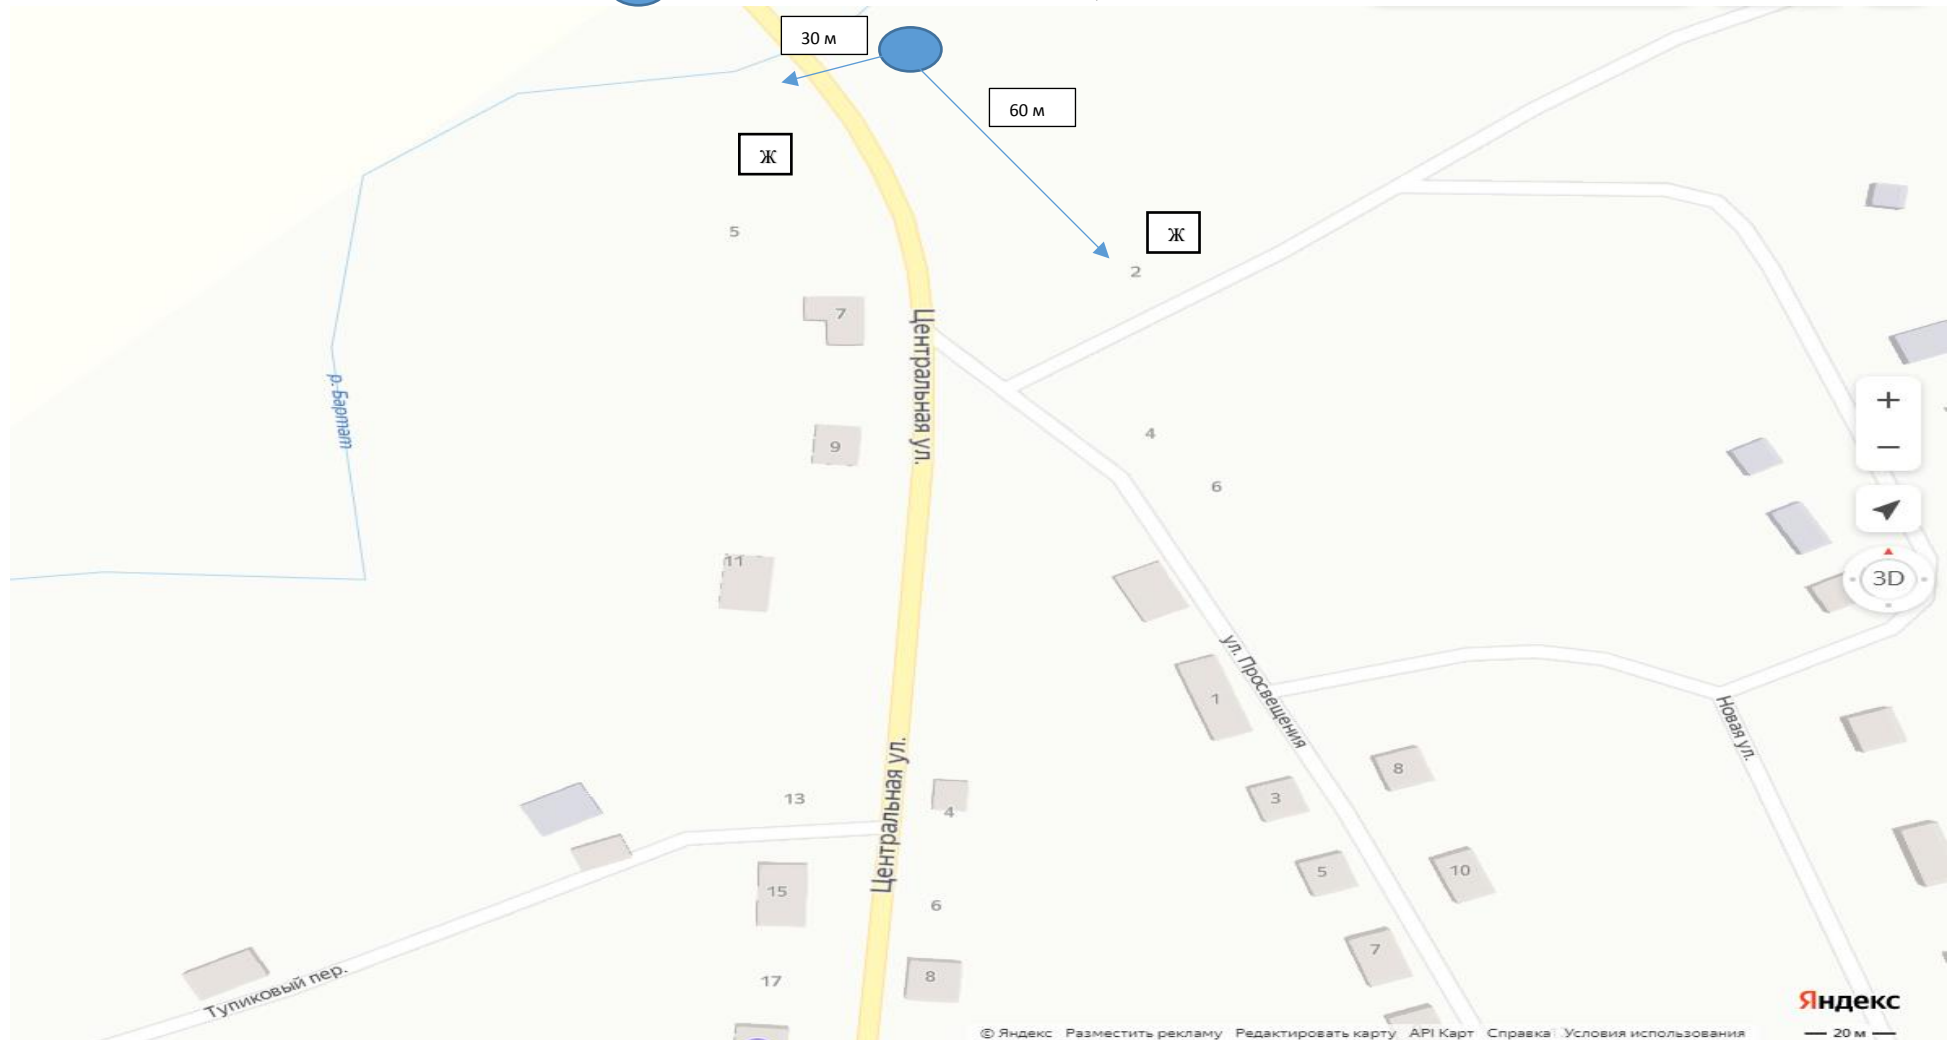 30 м
60 м
ж
ж
5
2
7
Центральная ул.
р. Бартат
9
4
6
11
ул. Просвещения
1
Новая ул.
Центральная ул.
8
3
13
4
5
10
15
6
7
17
8
Тупиковый пер.
+
−
3D
Яндекс
© Яндекс Разместить рекламу Редактировать карту API Карт Справка Условия использования
20 м